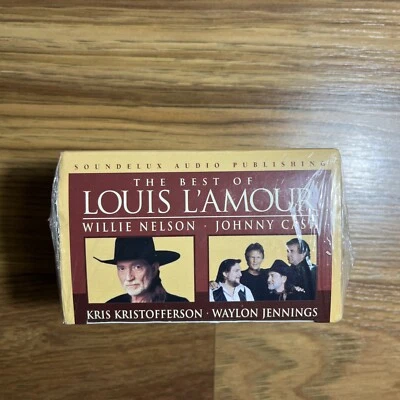 SOUNDELUX AUDIO PUBLISHING
THE BEST OF
LOUIS L'AMOUR
WILLIE NELSON · JOHNNY CASH
KRIS KRISTOFFERSON · WAYLON JENNINGS